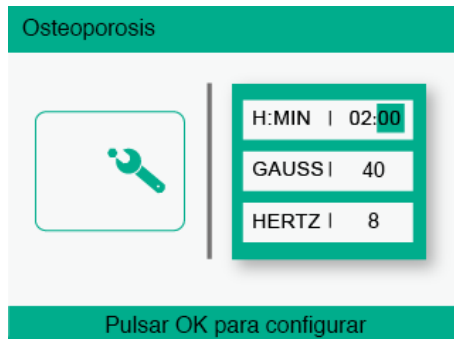 Osteoporosis
H:MIN | 02:00
GAUSS | 40
HERTZ | 8
Pulsar OK para configurar